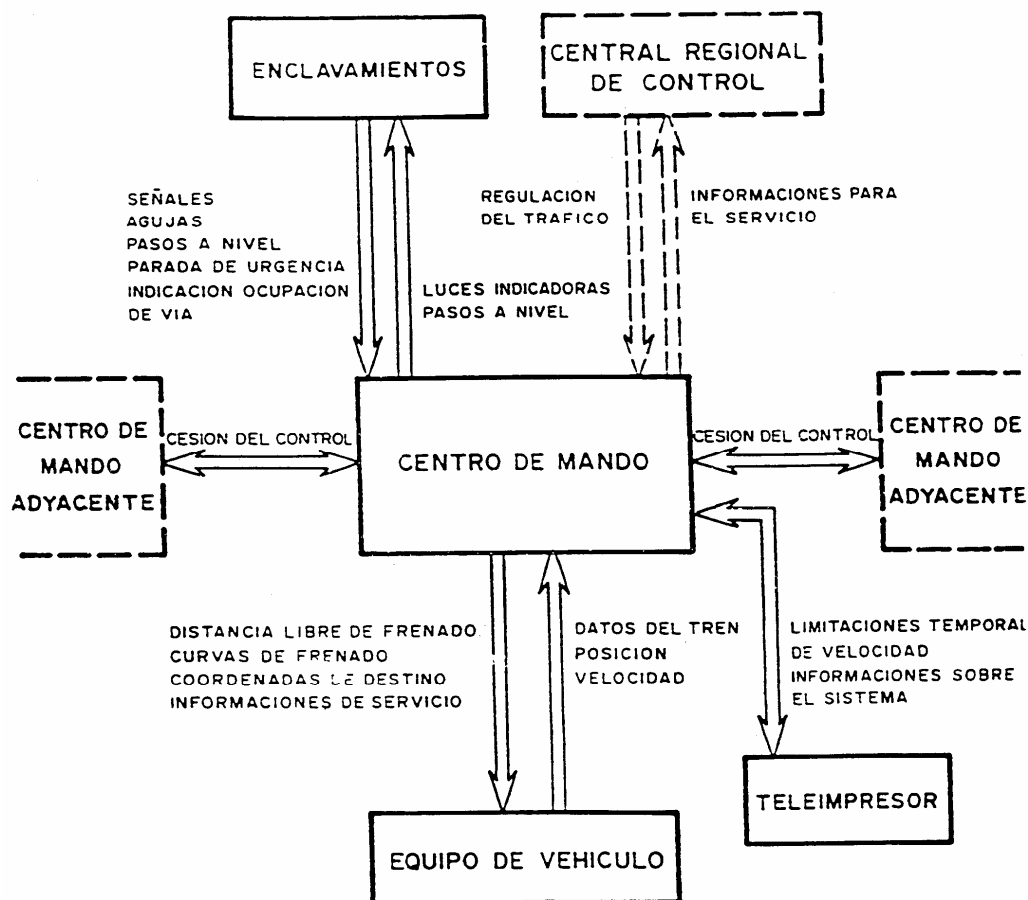 ENCLAVAMIENTOS
CENTRAL REGIONAL
DE CONTROL
SEÑALES
AGUJAS
PASOS A NIVEL
PARADA DE URGENCIA
INDICACION OCUPACION
DE VIA
LUCES INDICADORAS
PASOS A NIVEL
REGULACION
DEL TRAFICO
INFORMACIONES PARA
EL SERVICIO
CENTRO DE
MANDO
ADYACENTE
CESION DEL CONTROL
CENTRO DE MANDO
CESION DEL CONTROL
CENTRO DE
MANDO
ADYACENTE
DISTANCIA LIBRE DE FRENADO
CURVAS DE FRENADO
COORDENADAS DE DESTINO
INFORMACIONES DE SERVICIO
DATOS DEL TREN
POSICION
VELOCIDAD
LIMITACIONES TEMPORAL
DE VELOCIDAD
INFORMACIONES SOBRE
EL SISTEMA
TELEIMPRESOR
EQUIPO DE VEHICULO